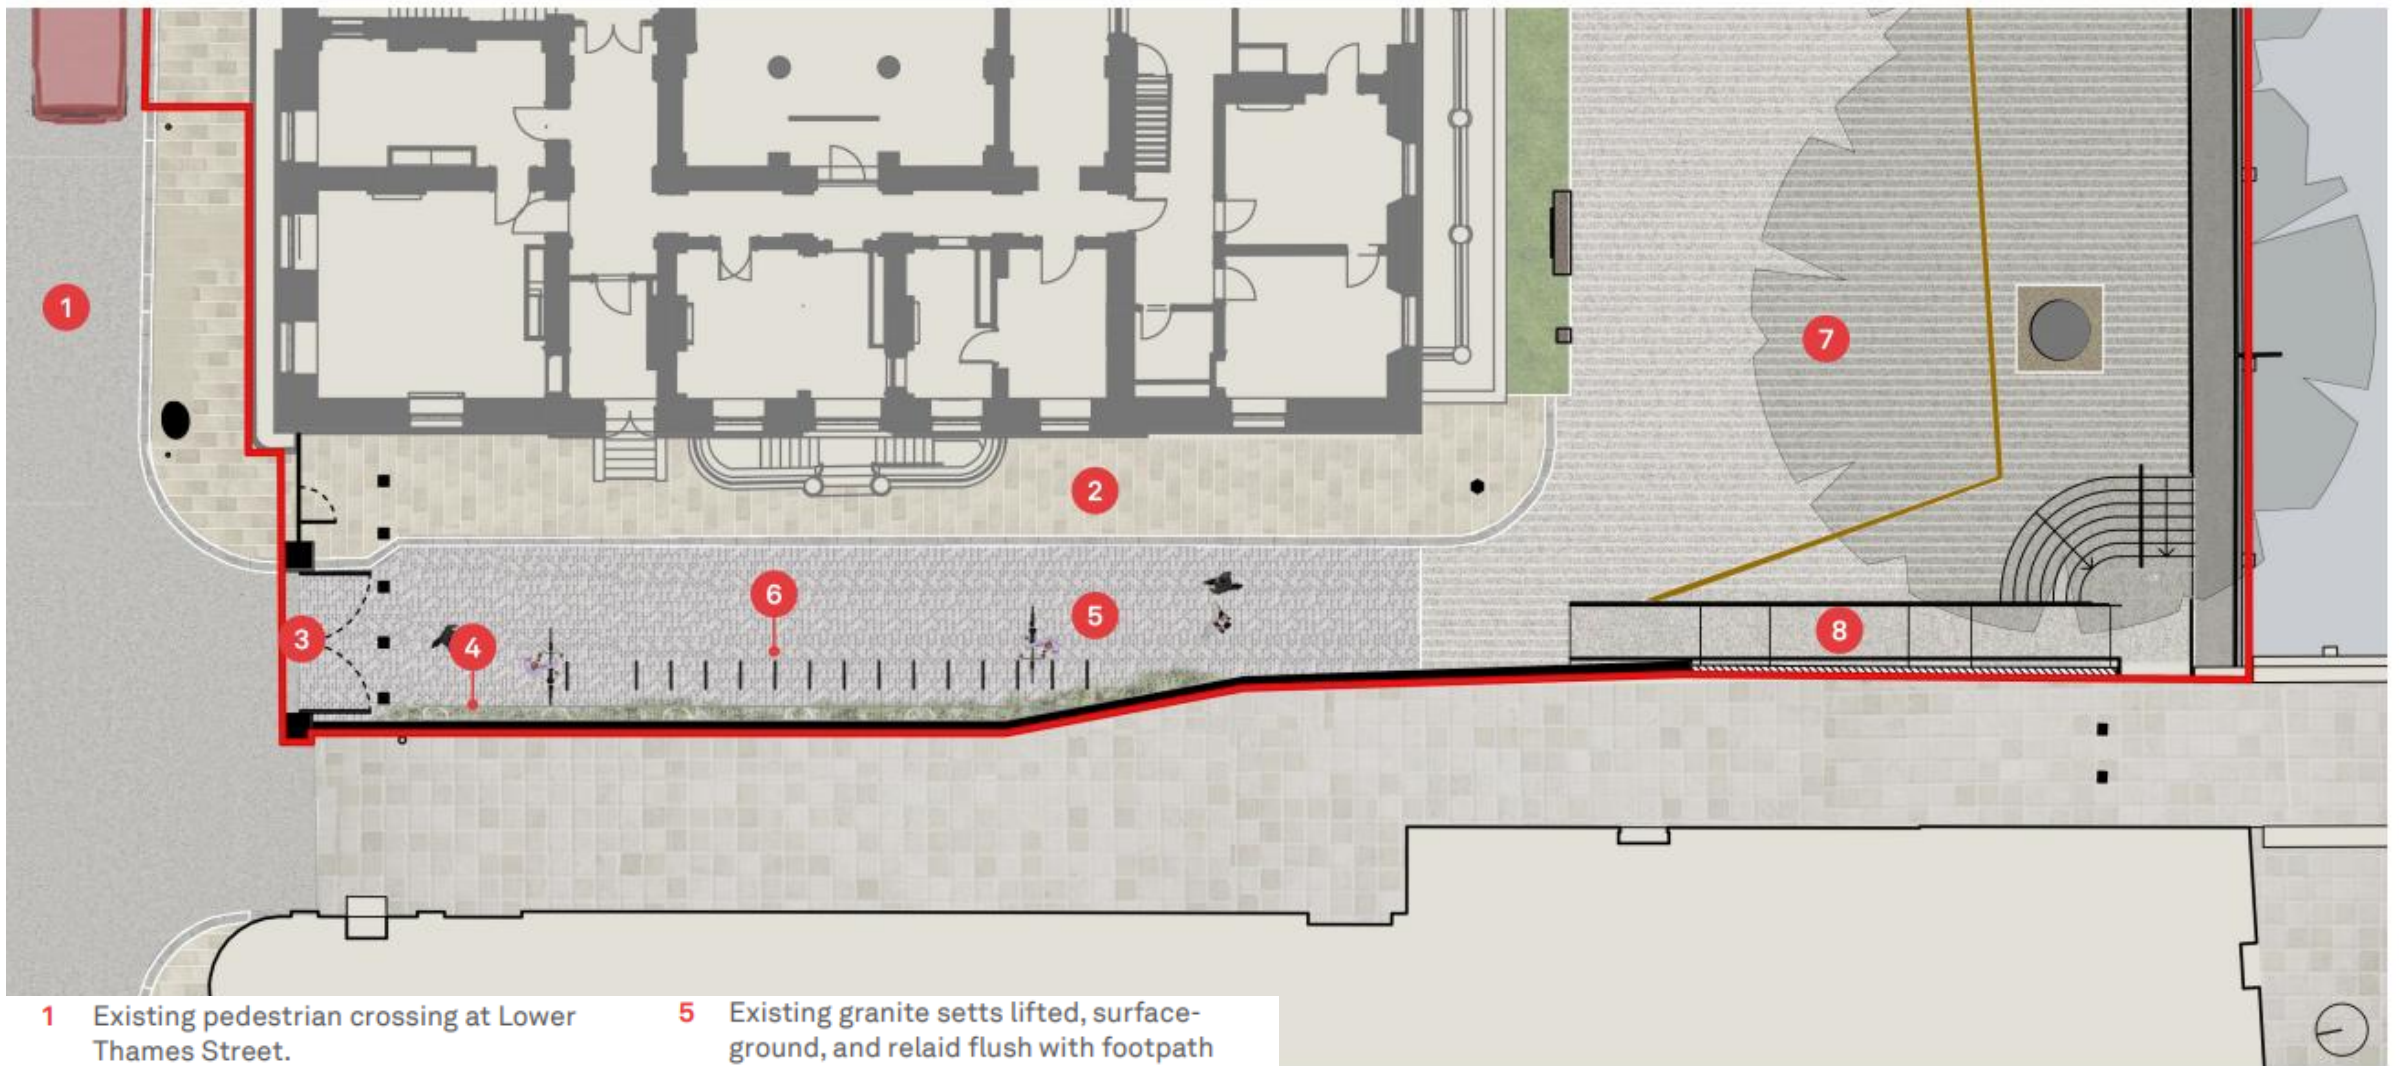 1
2
3
4
5
6
7
8
1 Existing pedestrian crossing at Lower
Thames Street.
5 Existing granite setts lifted, surface-
ground, and relaid flush with footpath